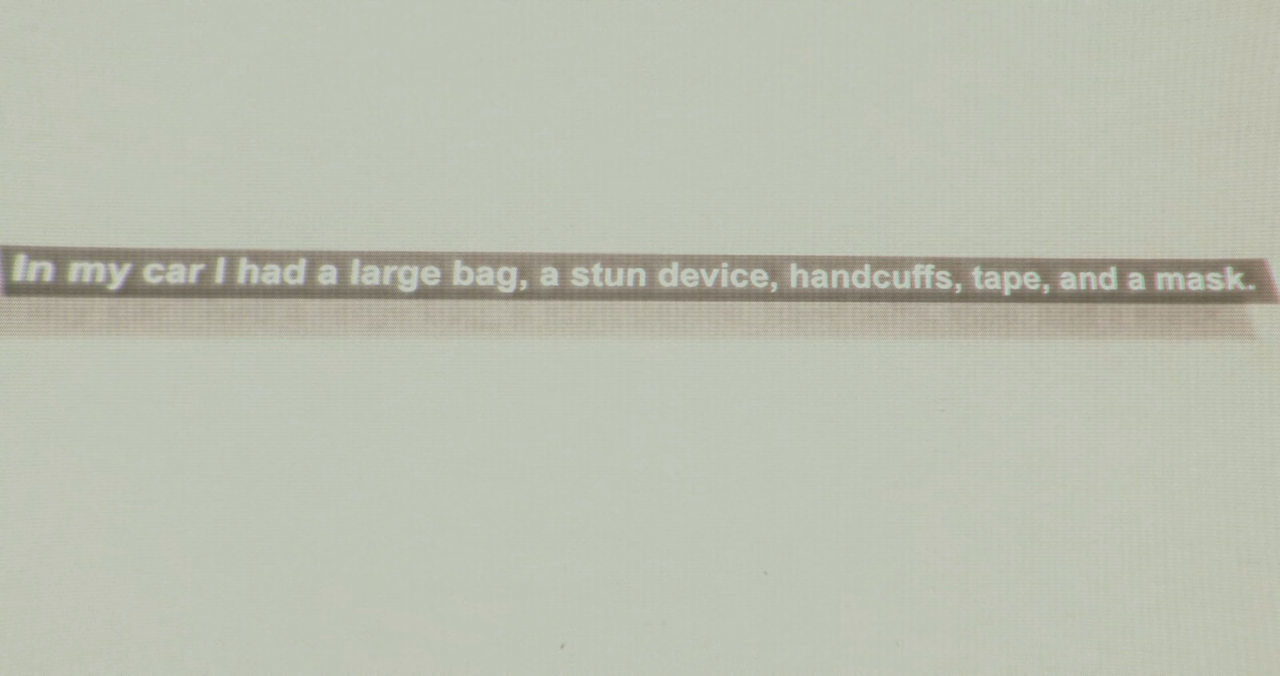 In my car I had a large bag, a stun device, handcuffs, tape, and a mask.